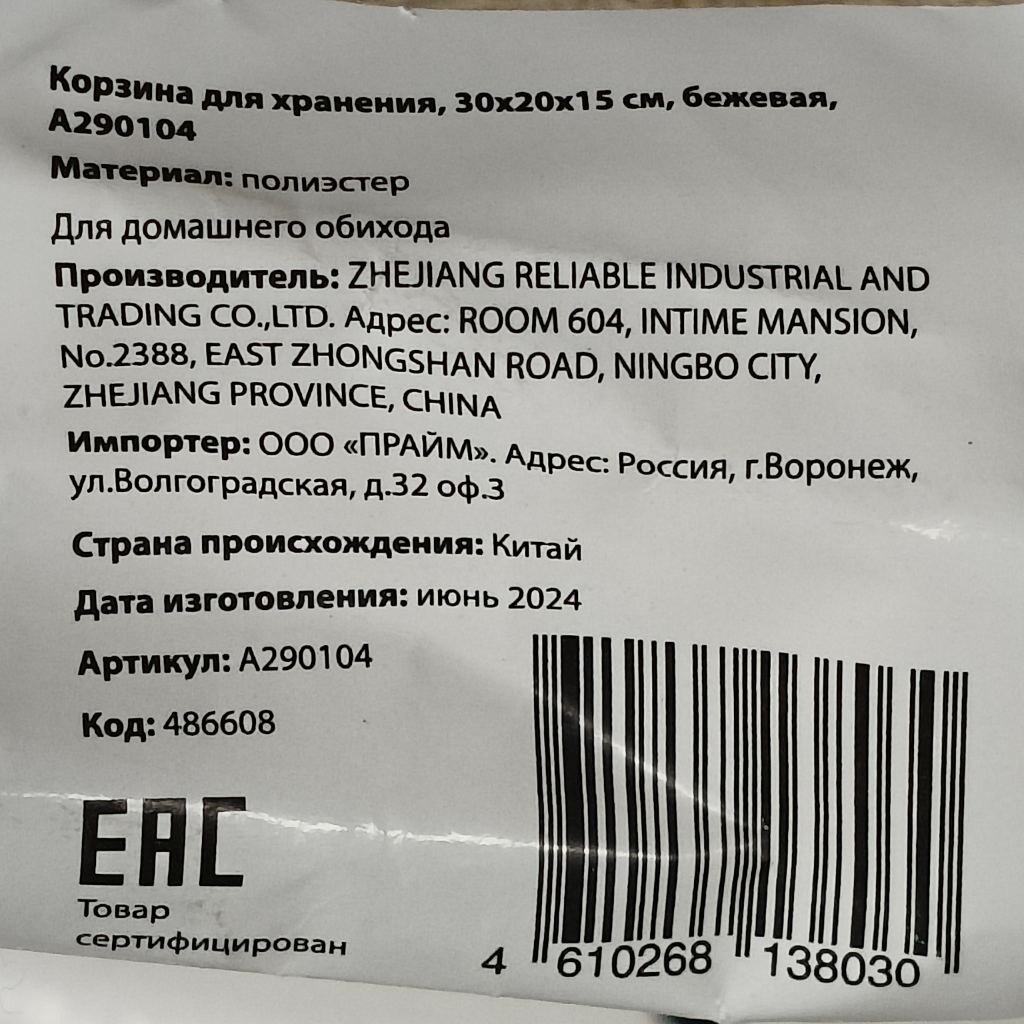 Корзина для хранения, 30х20х15 см, бежевая,
А290104
Материал: полиэстер
Для домашнего обихода
Производитель: ZHEJIANG RELIABLE INDUSTRIAL AND
TRADING CO.,LTD. Адрес: ROOM 604, INTIME MANSION,
No.2388, EAST ZHONGSHAN ROAD, NINGBO CITY,
ZHEJIANG PROVINCE, CHINA
Импортер: ООО «ПРАЙМ». Адрес: Россия, г.Воронеж,
ул.Волгоградская, д.32 оф.3
Страна происхождения: Китай
Дата изготовления: июнь 2024
Артикул: А290104
Код: 486608
EAC
Товар
сертифицирован
4 610268 138030